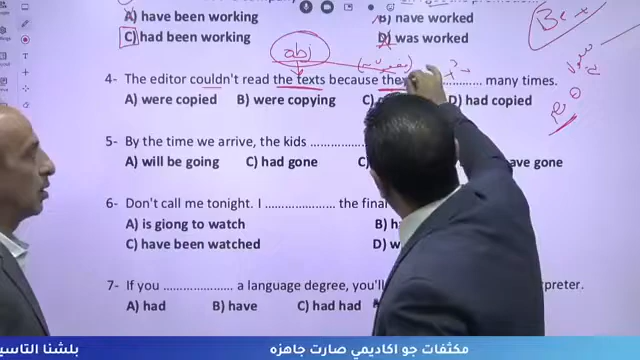 A) have been working B) have worked
C) had been working D) was worked
obj
4- The editor couldn't read the texts because they ............ many times.
A) were copied B) were copying C) D) had copied
5- By the time we arrive, the kids ....................
A) will be going C) had gone ave gone
6- Don't call me tonight. I .................... the final
A) is giong to watch B) h
C) have been watched D) w
7- If you .................... a language degree, you'll preter.
A) had B) have C) had had
مكثفات جو اكاديمي صارت جاهزه
بلشنا التاسي